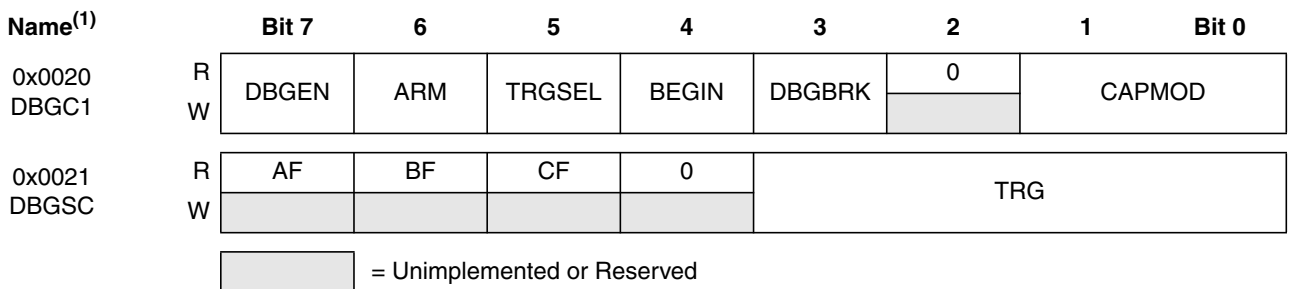 Name(1) Bit 7 6 5 4 3 2 1 Bit 0
0x0020 DBGC1 R W DBGEN ARM TRGSEL BEGIN DBGBRK 0 CAPMOD
0x0021 DBGSC R W AF BF CF 0 TRG
= Unimplemented or Reserved